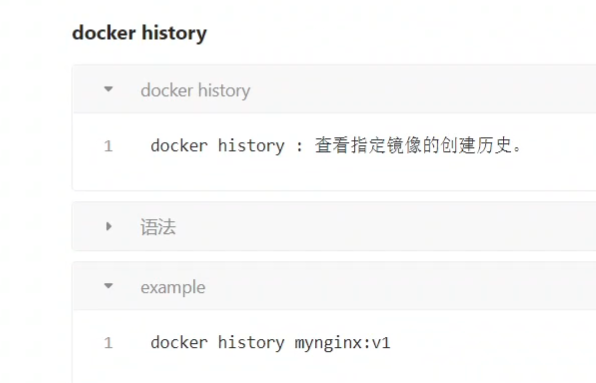 docker history
docker history
1 docker history : 查看指定镜像的创建历史。
语法
example
1 docker history mynginx:v1